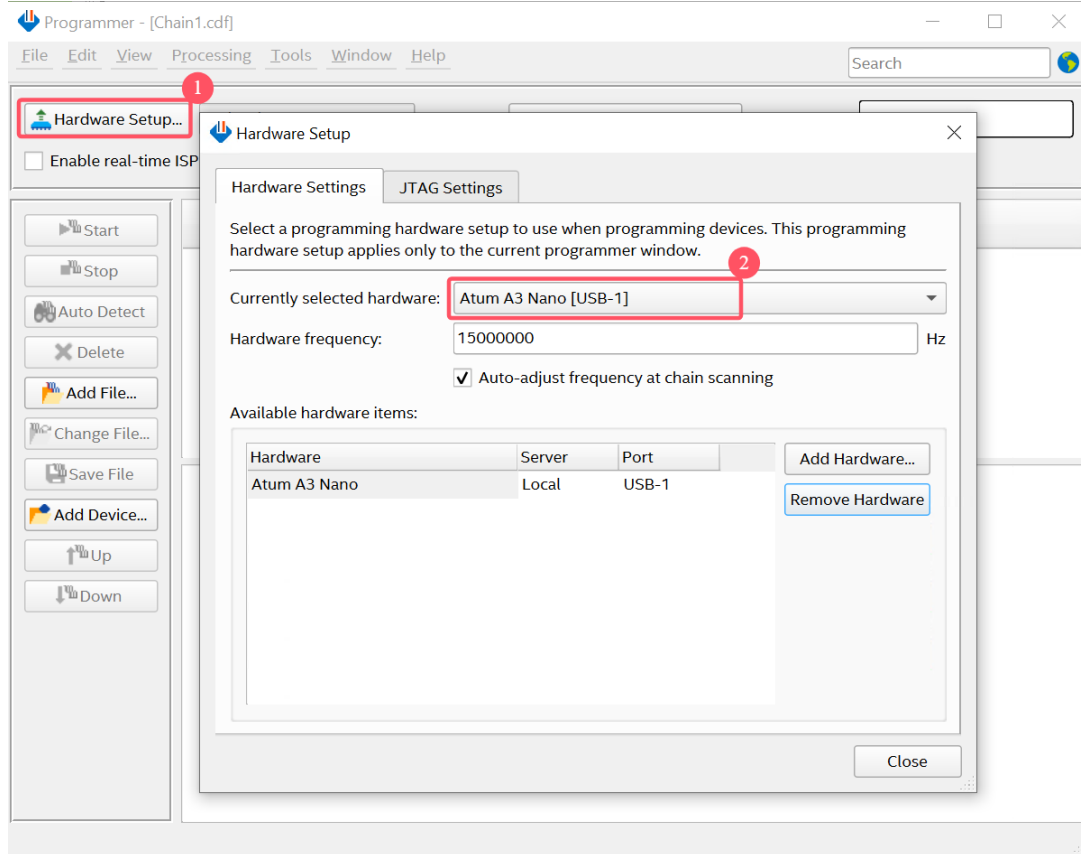 Programmer - [Chain1.cdf]
File Edit View Processing Tools Window Help
Search
1
Hardware Setup...
Enable real-time ISP
Start
Stop
Auto Detect
Delete
Add File...
Change File...
Save File
Add Device...
Up
Down
Hardware Setup
Hardware Settings JTAG Settings
Select a programming hardware setup to use when programming devices. This programming
hardware setup applies only to the current programmer window.
2
Currently selected hardware: Atum A3 Nano [USB-1]
Hardware frequency: 15000000 Hz
Auto-adjust frequency at chain scanning
Available hardware items:
Hardware Server Port
Atum A3 Nano Local USB-1
Add Hardware...
Remove Hardware
Close